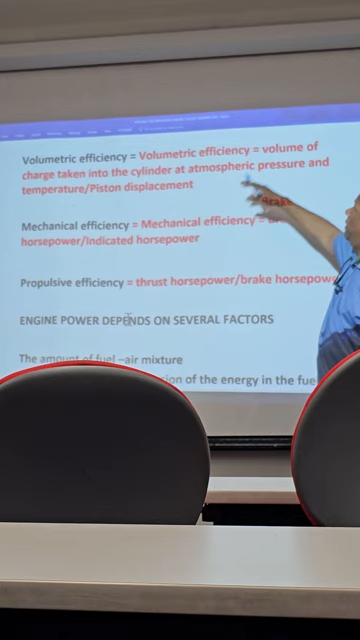 Volumetric efficiency = Volumetric efficiency = volume of
charge taken into the cylinder at atmospheric pressure and
temperature/Piston displacement
Mechanical efficiency = Mechanical efficiency = Brake
horsepower/Indicated horsepower
Propulsive efficiency = thrust horsepower/brake horsepower
ENGINE POWER DEPENDS ON SEVERAL FACTORS
The amount of fuel –air mixture
of the energy in the fue